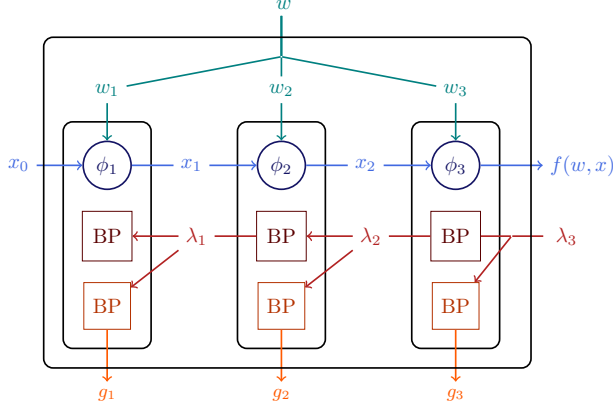 w
w₁ w₂ w₃
x₀ ϕ₁ x₁ ϕ₂ x₂ ϕ₃ f(w, x)
BP λ₁ BP λ₂ BP λ₃
BP BP BP
g₁ g₂ g₃